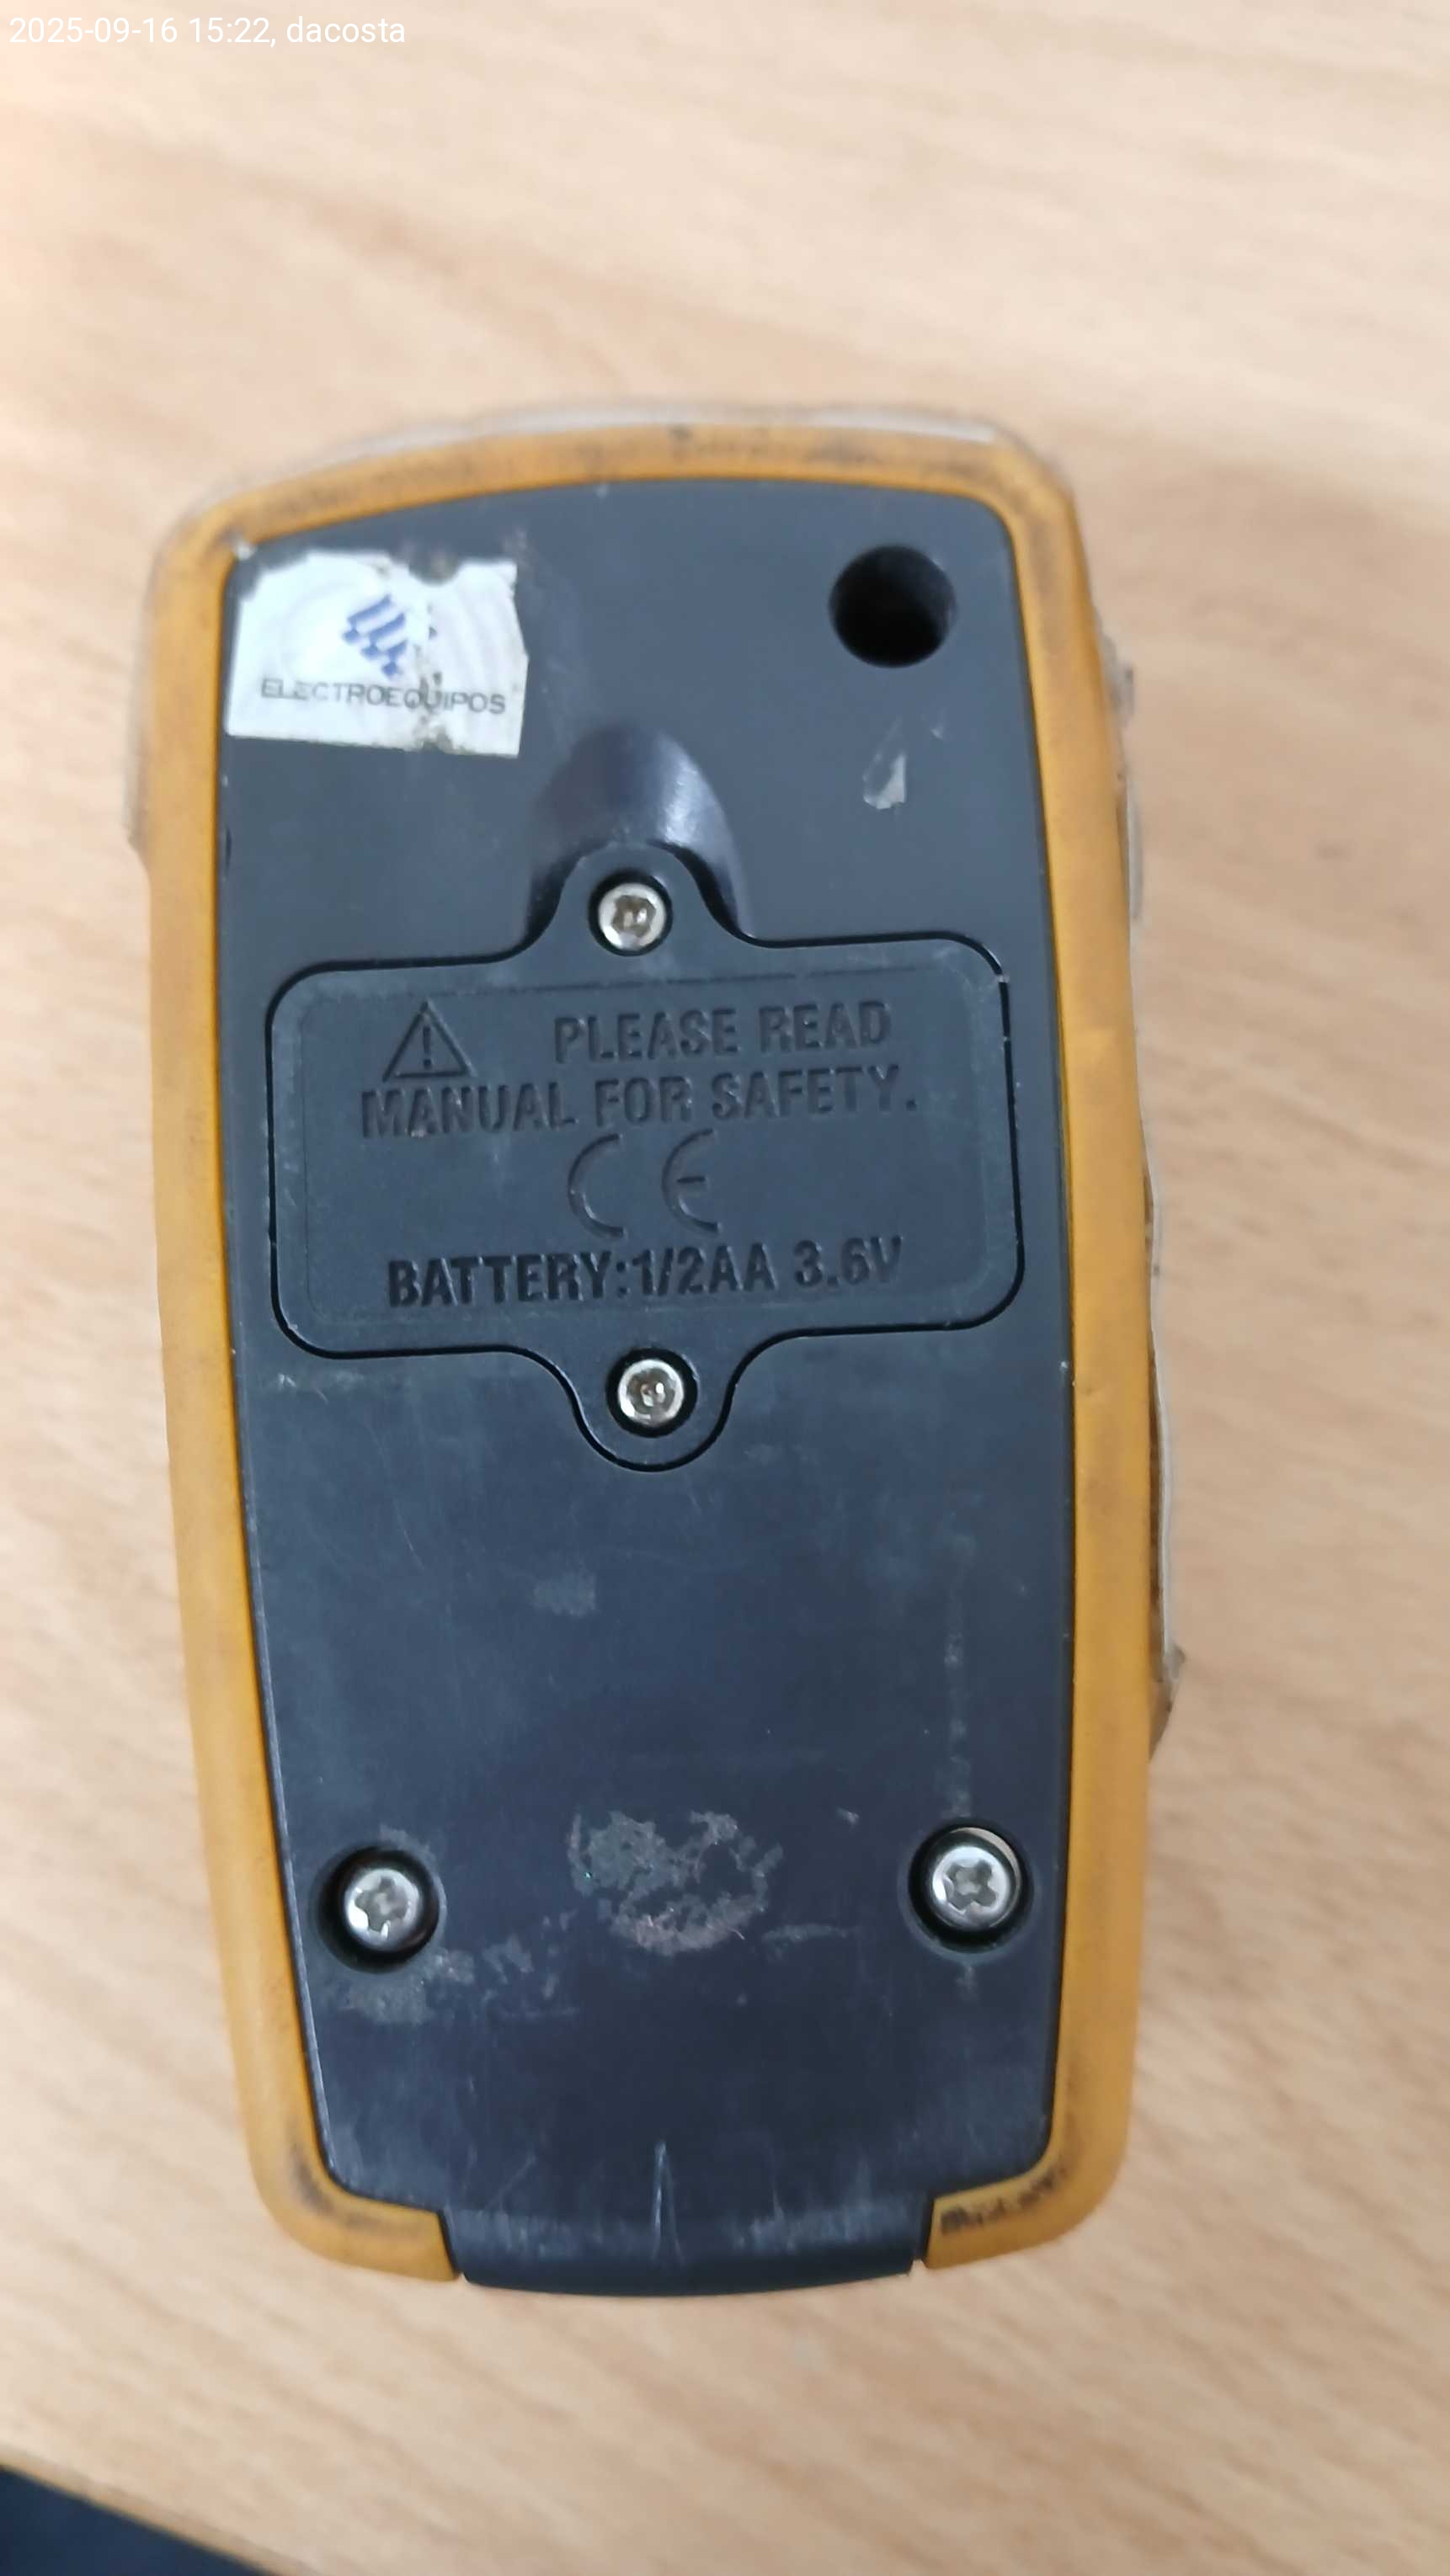 2025-09-16 15:22, dacosta
ELECTROEQUIPOS
PLEASE READ
MANUAL FOR SAFETY.
CE
BATTERY:1/2AA 3.6V